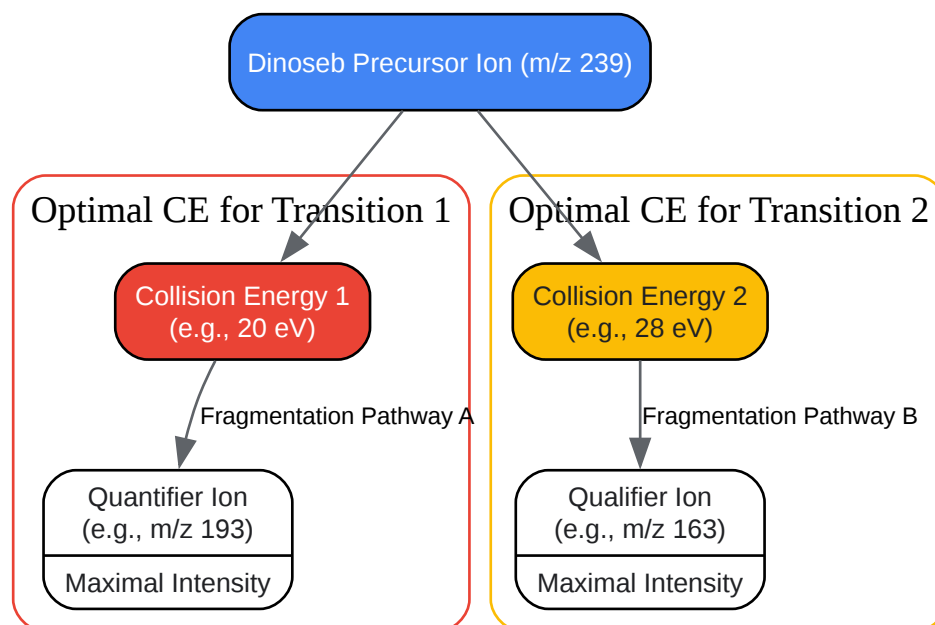 Dinoseb Precursor Ion (m/z 239)
Optimal CE for Transition 1
Optimal CE for Transition 2
Collision Energy 1
(e.g., 20 eV)
Collision Energy 2
(e.g., 28 eV)
Fragmentation Pathway A
Fragmentation Pathway B
Quantifier Ion
(e.g., m/z 193)
Maximal Intensity
Qualifier Ion
(e.g., m/z 163)
Maximal Intensity